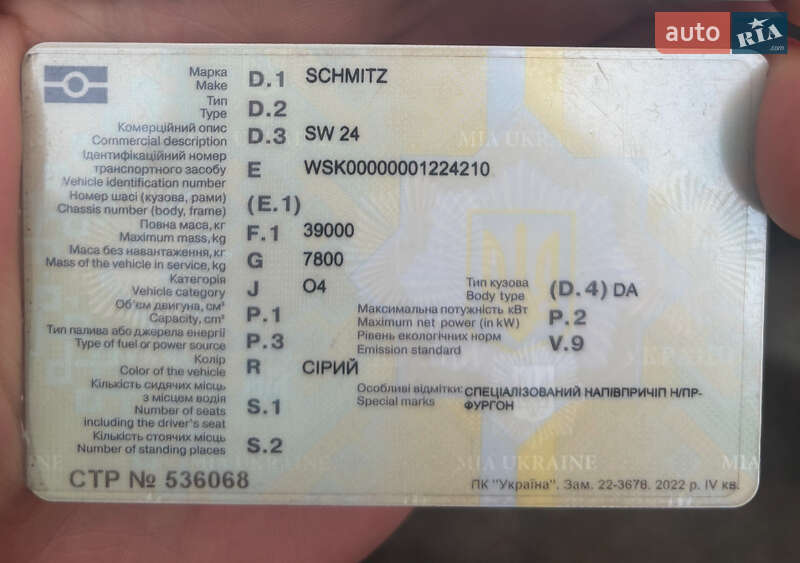 auto RIA.com
Марка D.1 SCHMITZ
Make
Тип D.2
Type
Комерційний опис D.3 SW 24
Commercial description
Ідентифікаційний номер
транспортного засобу E WSK00000001224210
Vehicle identification number
Номер шасі (кузова, рами) (E.1)
Chassis number (body, frame)
Повна маса, кг F.1 39000
Maximum mass, kg
Маса без навантаження, кг G 7800
Mass of the vehicle in service, kg
Категорія J O4 Тип кузова (D.4) DA
Vehicle category Body type
Об'єм двигуна, см³ P.1 Максимальна потужність кВт P.2
Capacity, cm³ Maximum net power (in kW)
Тип палива або джерела енергії P.3 Рівень екологічних норм V.9
Type of fuel or power source Emission standard
Колір R СІРИЙ
Color of the vehicle
Кількість сидячих місць Особливі відмітки: СПЕЦІАЛІЗОВАНИЙ НАПІВПРИЧІП Н/ПР-
з місцем водія S.1 Special marks ФУРГОН
Number of seats
including the driver's seat
Кількість стоячих місць S.2
Number of standing places
СТР № 536068 ПК "Україна". Зам. 22-3678. 2022 р. IV кв.
MIA UKRAINE
MIA UKRAINE